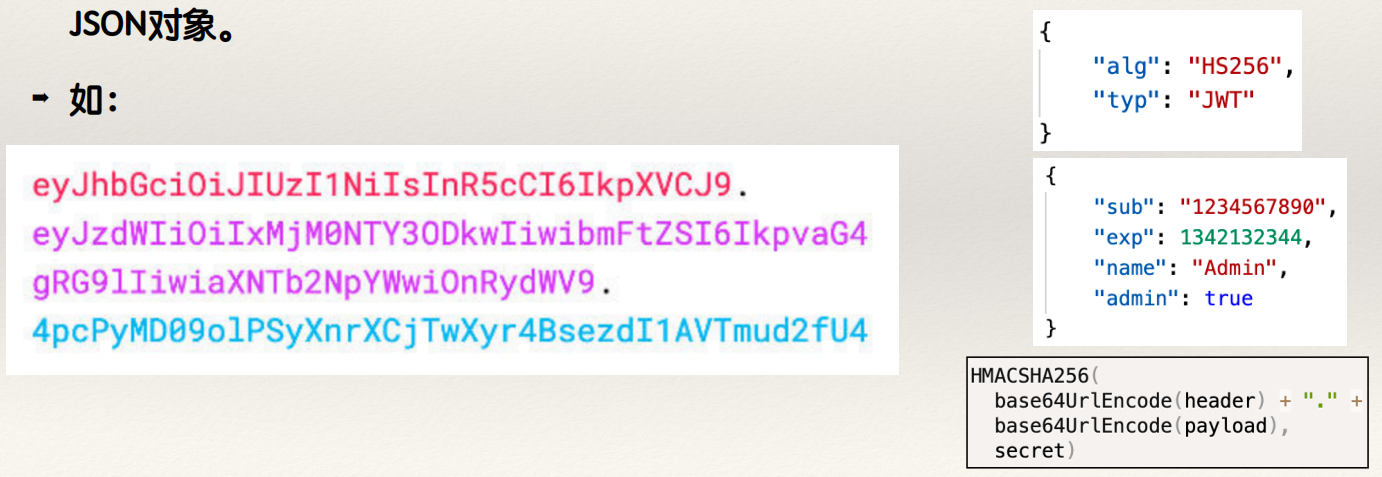 JSON对象。
➡ 如：
eyJhbGciOiJIUzI1NiIsInR5cCI6IkpXVCJ9.
eyJzdWIiOiIxMjM0NTY3ODkwIiwibmFtZSI6IkpvaG4
gRG9lIiwiaXNTb2NpYWwiOnRydWV9.
4pcPyMD09olPSyXnrXCjTwXyr4BsezdI1AVTmud2fU4
{
"alg": "HS256",
"typ": "JWT"
}
{
"sub": "1234567890",
"exp": 1342132344,
"name": "Admin",
"admin": true
}
HMACSHA256(
base64UrlEncode(header) + "." +
base64UrlEncode(payload),
secret)